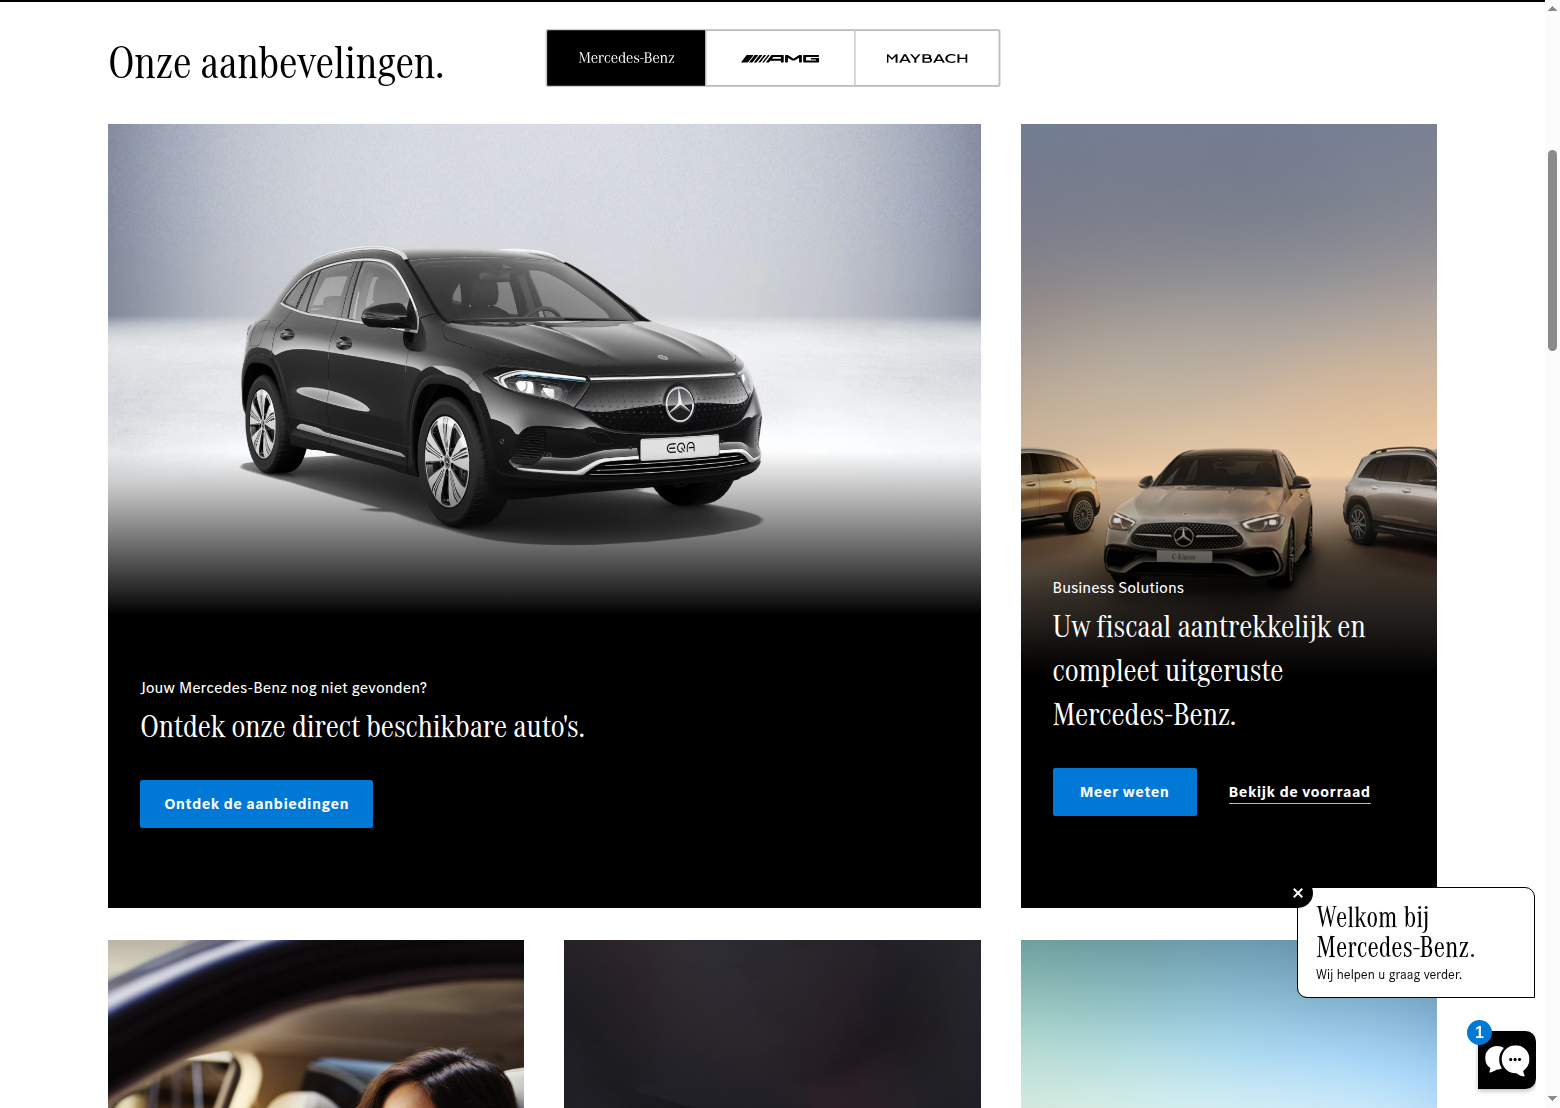 Onze aanbevelingen.
Mercedes-Benz
AMG
MAYBACH
EQA
Jouw Mercedes-Benz nog niet gevonden?
Ontdek onze direct beschikbare auto's.
Ontdek de aanbiedingen
C-Klasse
Business Solutions
Uw fiscaal aantrekkelijk en
compleet uitgeruste
Mercedes-Benz.
Meer weten
Bekijk de voorraad
Welkom bij
Mercedes-Benz.
Wij helpen u graag verder.
1